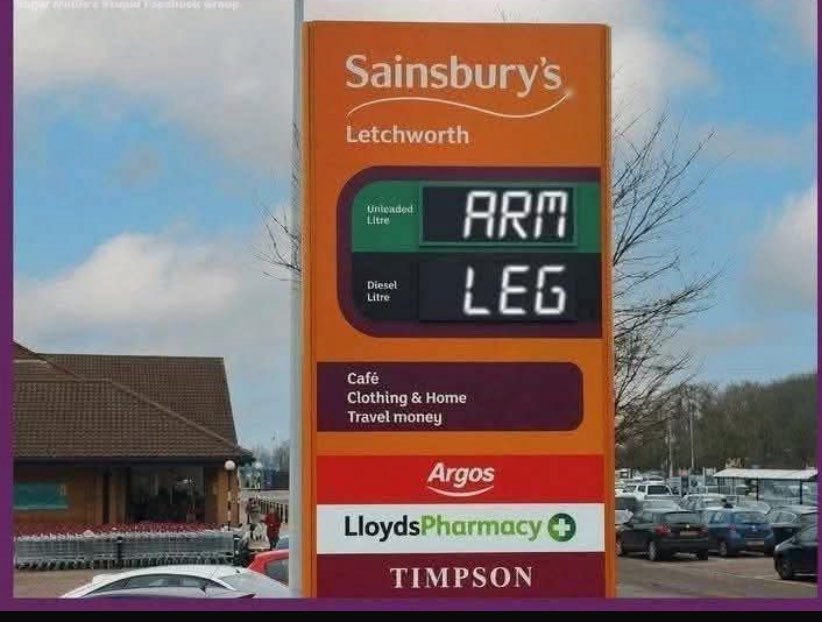 Sainsbury's
Letchworth
Unleaded
Litre
ARM
Diesel
Litre
LEG
Café
Clothing & Home
Travel money
Argos
LloydsPharmacy
TIMPSON